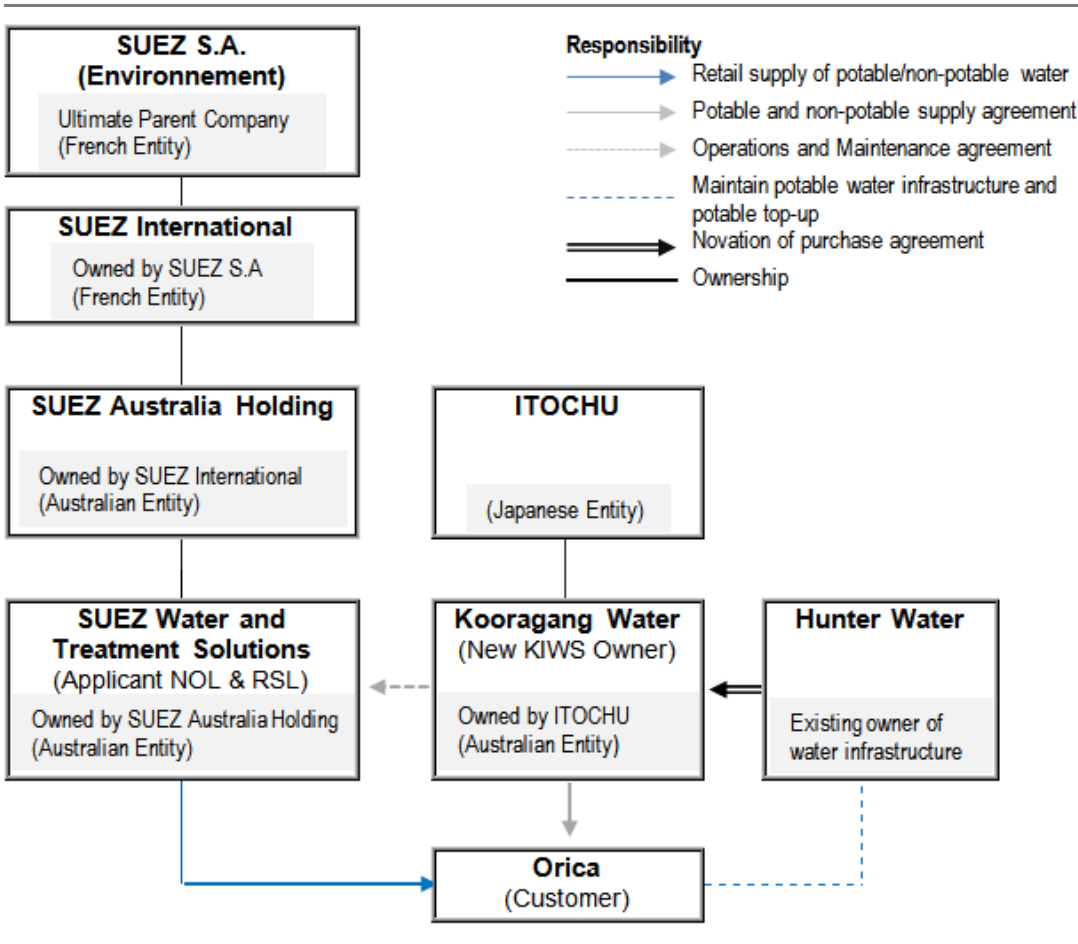 SUEZ S.A.
(Environnement)
Ultimate Parent Company
(French Entity)
Responsibility
Retail supply of potable/non-potable water
Potable and non-potable supply agreement
Operations and Maintenance agreement
Maintain potable water infrastructure and
potable top-up
Novation of purchase agreement
Ownership
SUEZ International
Owned by SUEZ S.A
(French Entity)
SUEZ Australia Holding
Owned by SUEZ International
(Australian Entity)
ITOCHU
(Japanese Entity)
SUEZ Water and
Treatment Solutions
(Applicant NOL & RSL)
Owned by SUEZ Australia Holding
(Australian Entity)
Kooragang Water
(New KIWS Owner)
Owned by ITOCHU
(Australian Entity)
Hunter Water
Existing owner of
water infrastructure
Orica
(Customer)